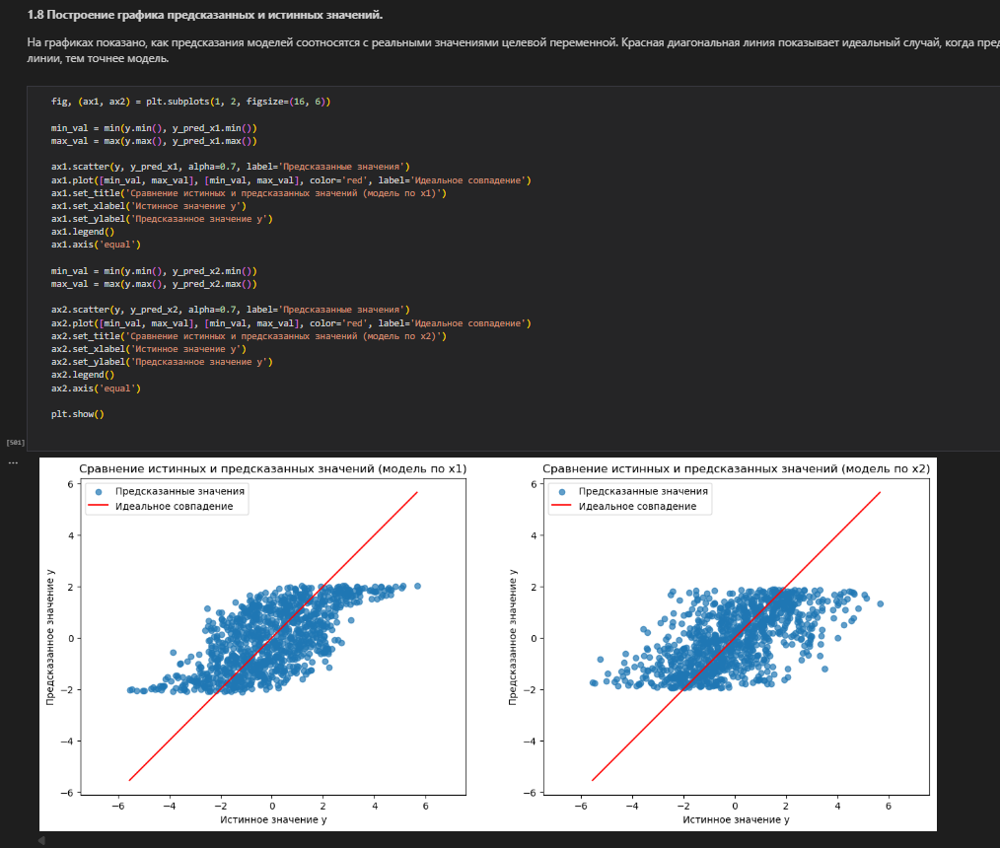 1.8 Построение графика предсказанных и истинных значений.
На графиках показано, как предсказания моделей соотносятся с реальными значениями целевой переменной. Красная диагональная линия показывает идеальный случай, когда
линии, тем точнее модель.
fig, (ax1, ax2) = plt.subplots(1, 2, figsize=(16, 6))
min_val = min(y.min(), y_pred_x1.min())
max_val = max(y.max(), y_pred_x1.max())
ax1.scatter(y, y_pred_x1, alpha=0.7, label='Предсказанные значения')
ax1.plot([min_val, max_val], [min_val, max_val], color='red', label='Идеальное совпадение')
ax1.set_title('Сравнение истинных и предсказанных значений (модель по x1)')
ax1.set_xlabel('Истинное значение y')
ax1.set_ylabel('Предсказанное значение y')
ax1.legend()
ax1.axis('equal')
min_val = min(y.min(), y_pred_x2.min())
max_val = max(y.max(), y_pred_x2.max())
ax2.scatter(y, y_pred_x2, alpha=0.7, label='Предсказанные значения')
ax2.plot([min_val, max_val], [min_val, max_val], color='red', label='Идеальное совпадение')
ax2.set_title('Сравнение истинных и предсказанных значений (модель по x2)')
ax2.set_xlabel('Истинное значение y')
ax2.set_ylabel('Предсказанное значение y')
ax2.legend()
ax2.axis('equal')
plt.show()
[501]
...
Сравнение истинных и предсказанных значений (модель по x1)
Предсказанные значения
Идеальное совпадение
6
4
2
0
−2
−4
−6
Предсказанное значение y
−6 −4 −2 0 2 4 6
Истинное значение y
Сравнение истинных и предсказанных значений (модель по x2)
Предсказанные значения
Идеальное совпадение
6
4
2
0
−2
−4
−6
Предсказанное значение y
−6 −4 −2 0 2 4 6
Истинное значение y